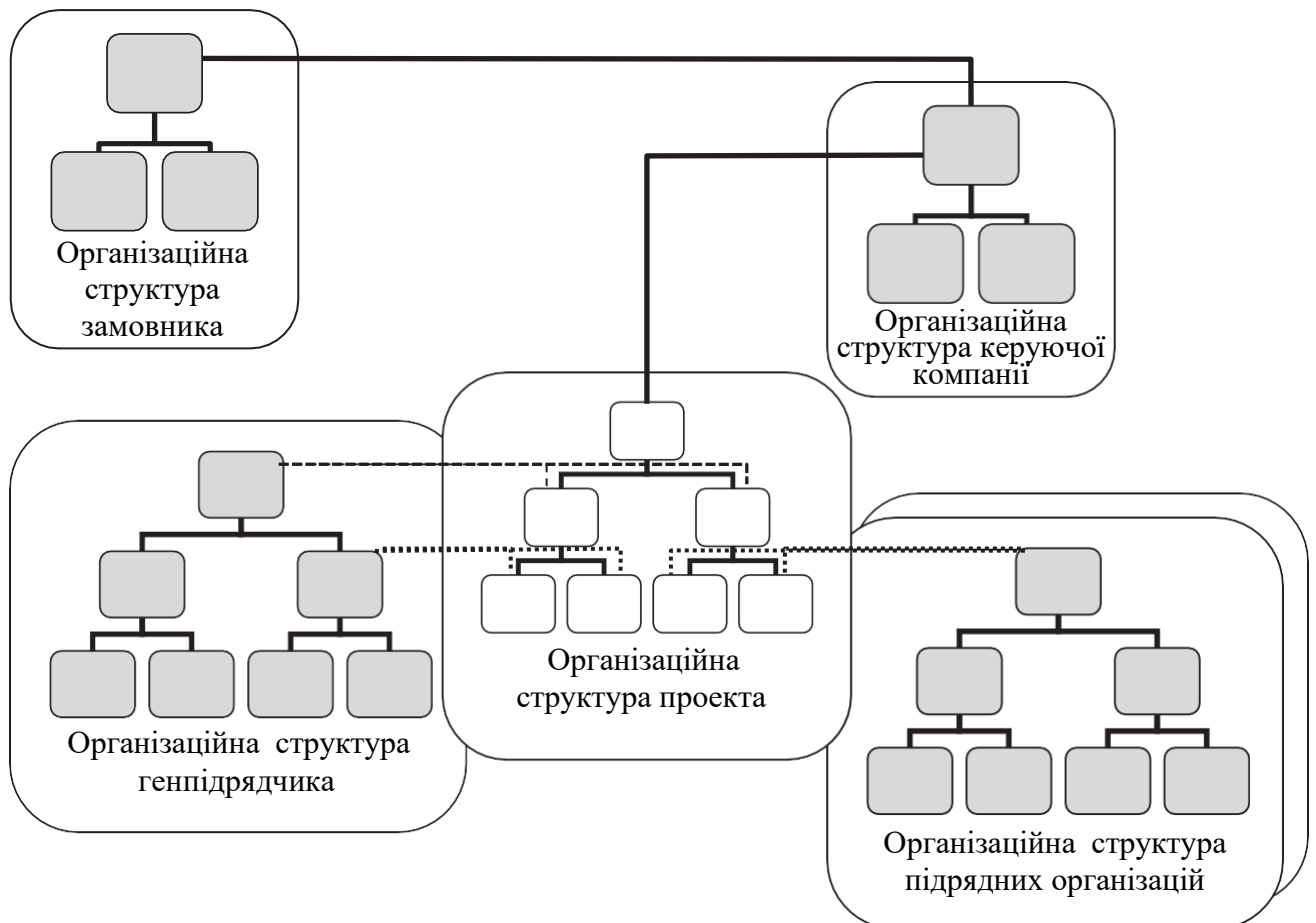 Організаційна
структура
замовника
Організаційна
структура керуючої
компанії
Організаційна
структура проекта
Організаційна структура
генпідрядчика
Організаційна структура
підрядних організацій